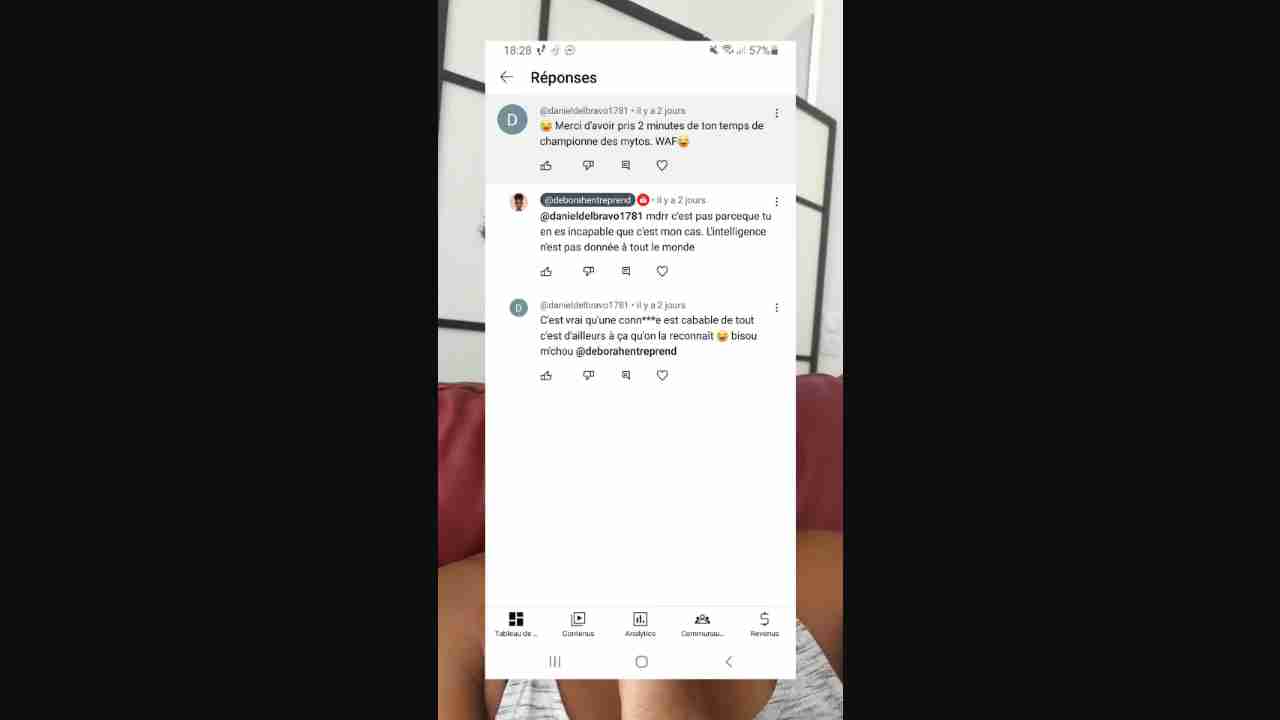 18:28
57%
Réponses
@danieldelbravo1781 • il y a 2 jours
😅 Merci d'avoir pris 2 minutes de ton temps de
championne des mytos. WAF😅
@deborahentreprend • il y a 2 jours
@danieldelbravo1781 mdrr c'est pas parceque tu
en es incapable que c'est mon cas. L'intelligence
n'est pas donnée à tout le monde
@danieldelbravo1781 • il y a 2 jours
C'est vrai qu'une conn***e est cabable de tout
c'est d'ailleurs à ça qu'on la reconnaît 😅 bisou
m'chou @deborahentreprend
Tableau de ... Contenus Analytics Communau... Revenus
D
D